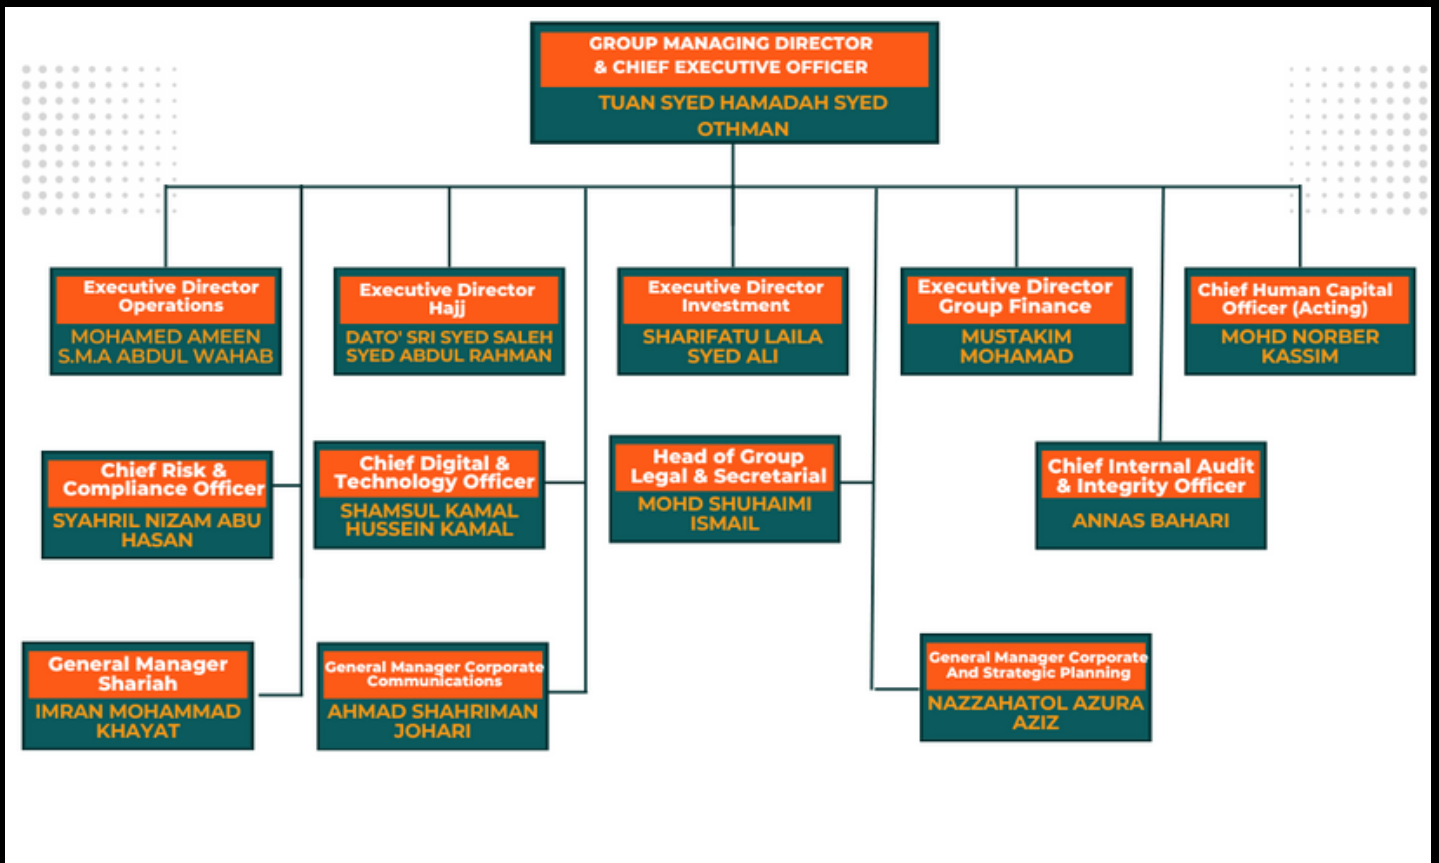 GROUP MANAGING DIRECTOR
& CHIEF EXECUTIVE OFFICER
TUAN SYED HAMADAH SYED
OTHMAN
Executive Director
Operations
MOHAMED AMEEN
S.M.A ABDUL WAHAB
Executive Director
Hajj
DATO' SRI SYED SALEH
SYED ABDUL RAHMAN
Executive Director
Investment
SHARIFATU LAILA
SYED ALI
Executive Director
Group Finance
MUSTAKIM
MOHAMAD
Chief Human Capital
Officer (Acting)
MOHD NORBER
KASSIM
Chief Risk &
Compliance Officer
SYAHRIL NIZAM ABU
HASAN
Chief Digital &
Technology Officer
SHAMSUL KAMAL
HUSSEIN KAMAL
Head of Group
Legal & Secretarial
MOHD SHUHAIMI
ISMAIL
Chief Internal Audit
& Integrity Officer
ANNAS BAHARI
General Manager
Shariah
IMRAN MOHAMMAD
KHAYAT
General Manager Corporate
Communications
AHMAD SHAHRIMAN
JOHARI
General Manager Corporate
And Strategic Planning
NAZZAHATOL AZURA
AZIZ